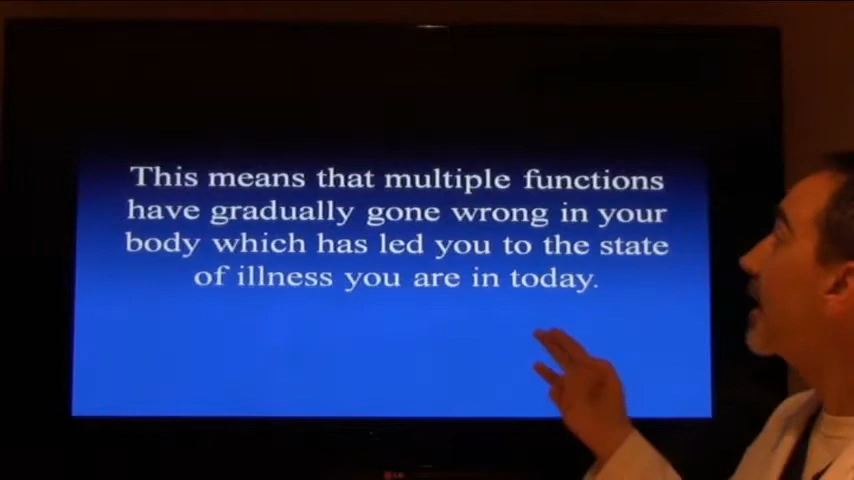 This means that multiple functions
have gradually gone wrong in your
body which has led you to the state
of illness you are in today.
LG